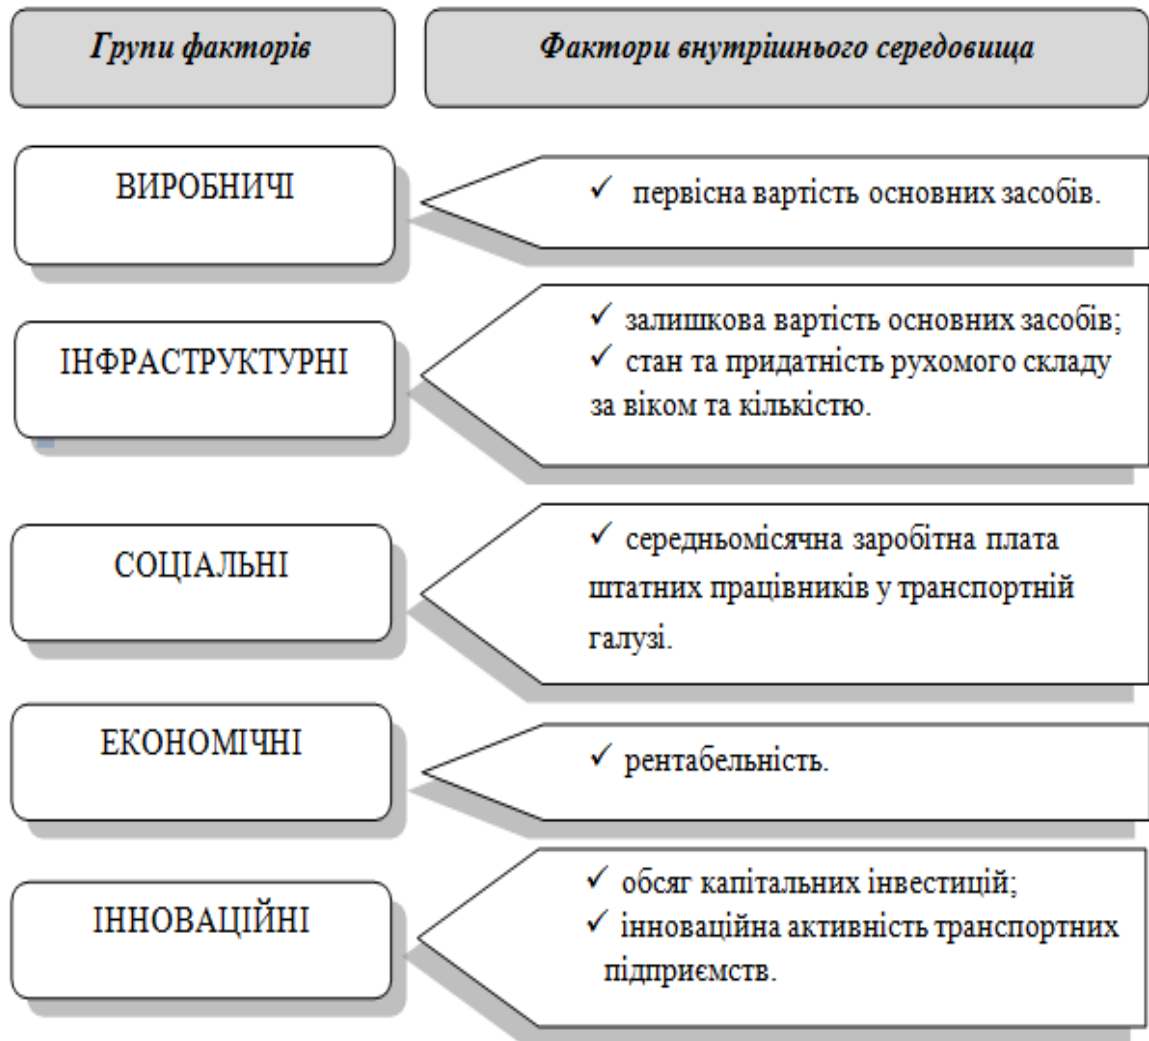 Групи факторів
Фактори внутрішнього середовища
ВИРОБНИЧІ
✓ первісна вартість основних засобів.
ІНФРАСТРУКТУРНІ
✓ залишкова вартість основних засобів;
✓ стан та придатність рухомого складу
за віком та кількістю.
СОЦІАЛЬНІ
✓ середньомісячна заробітна плата
штатних працівників у транспортній
галузі.
ЕКОНОМІЧНІ
✓ рентабельність.
ІННОВАЦІЙНІ
✓ обсяг капітальних інвестицій;
✓ інноваційна активність транспортних
підприємств.